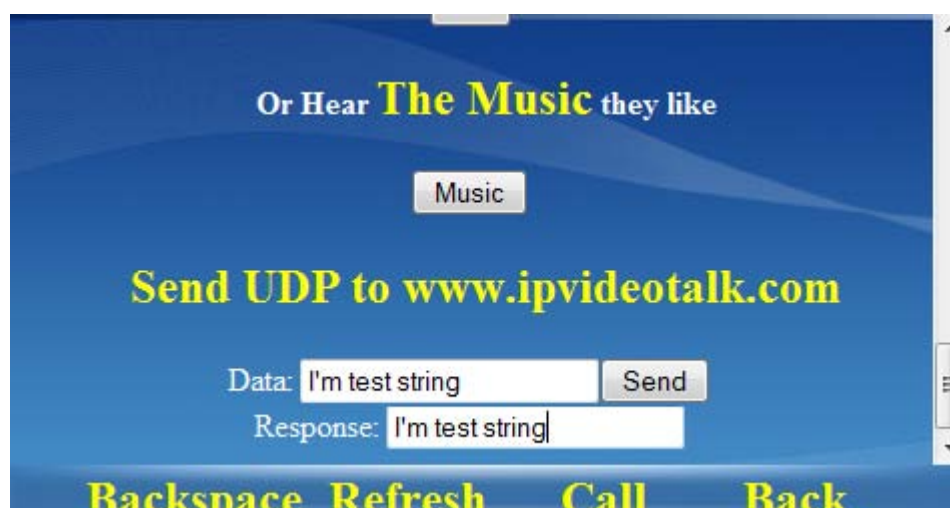 Or Hear The Music they like
Music
Send UDP to www.ipvideotalk.com
Data: I'm test string Send
Response: I'm test string
Backspace Refresh Call Back